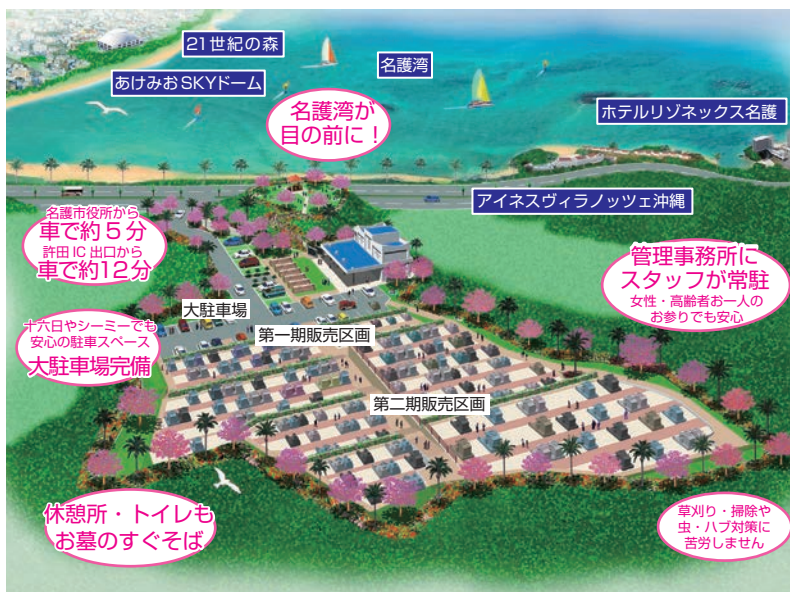 21世紀の森
名護湾
あけみおSKYドーム
ホテルリゾネックス名護
名護湾が
目の前に！
アイネスヴィラノッツェ沖縄
名護市役所から
車で約5分
許田IC出口から
車で約12分
管理事務所に
スタッフが常駐
女性・高齢者お一人の
お参りでも安心
大駐車場
十六日やシーミーでも
安心の駐車スペース
大駐車場完備
第一期販売区画
第二期販売区画
休憩所・トイレも
お墓のすぐそば
草刈り・掃除や
虫・ハブ対策に
苦労しません